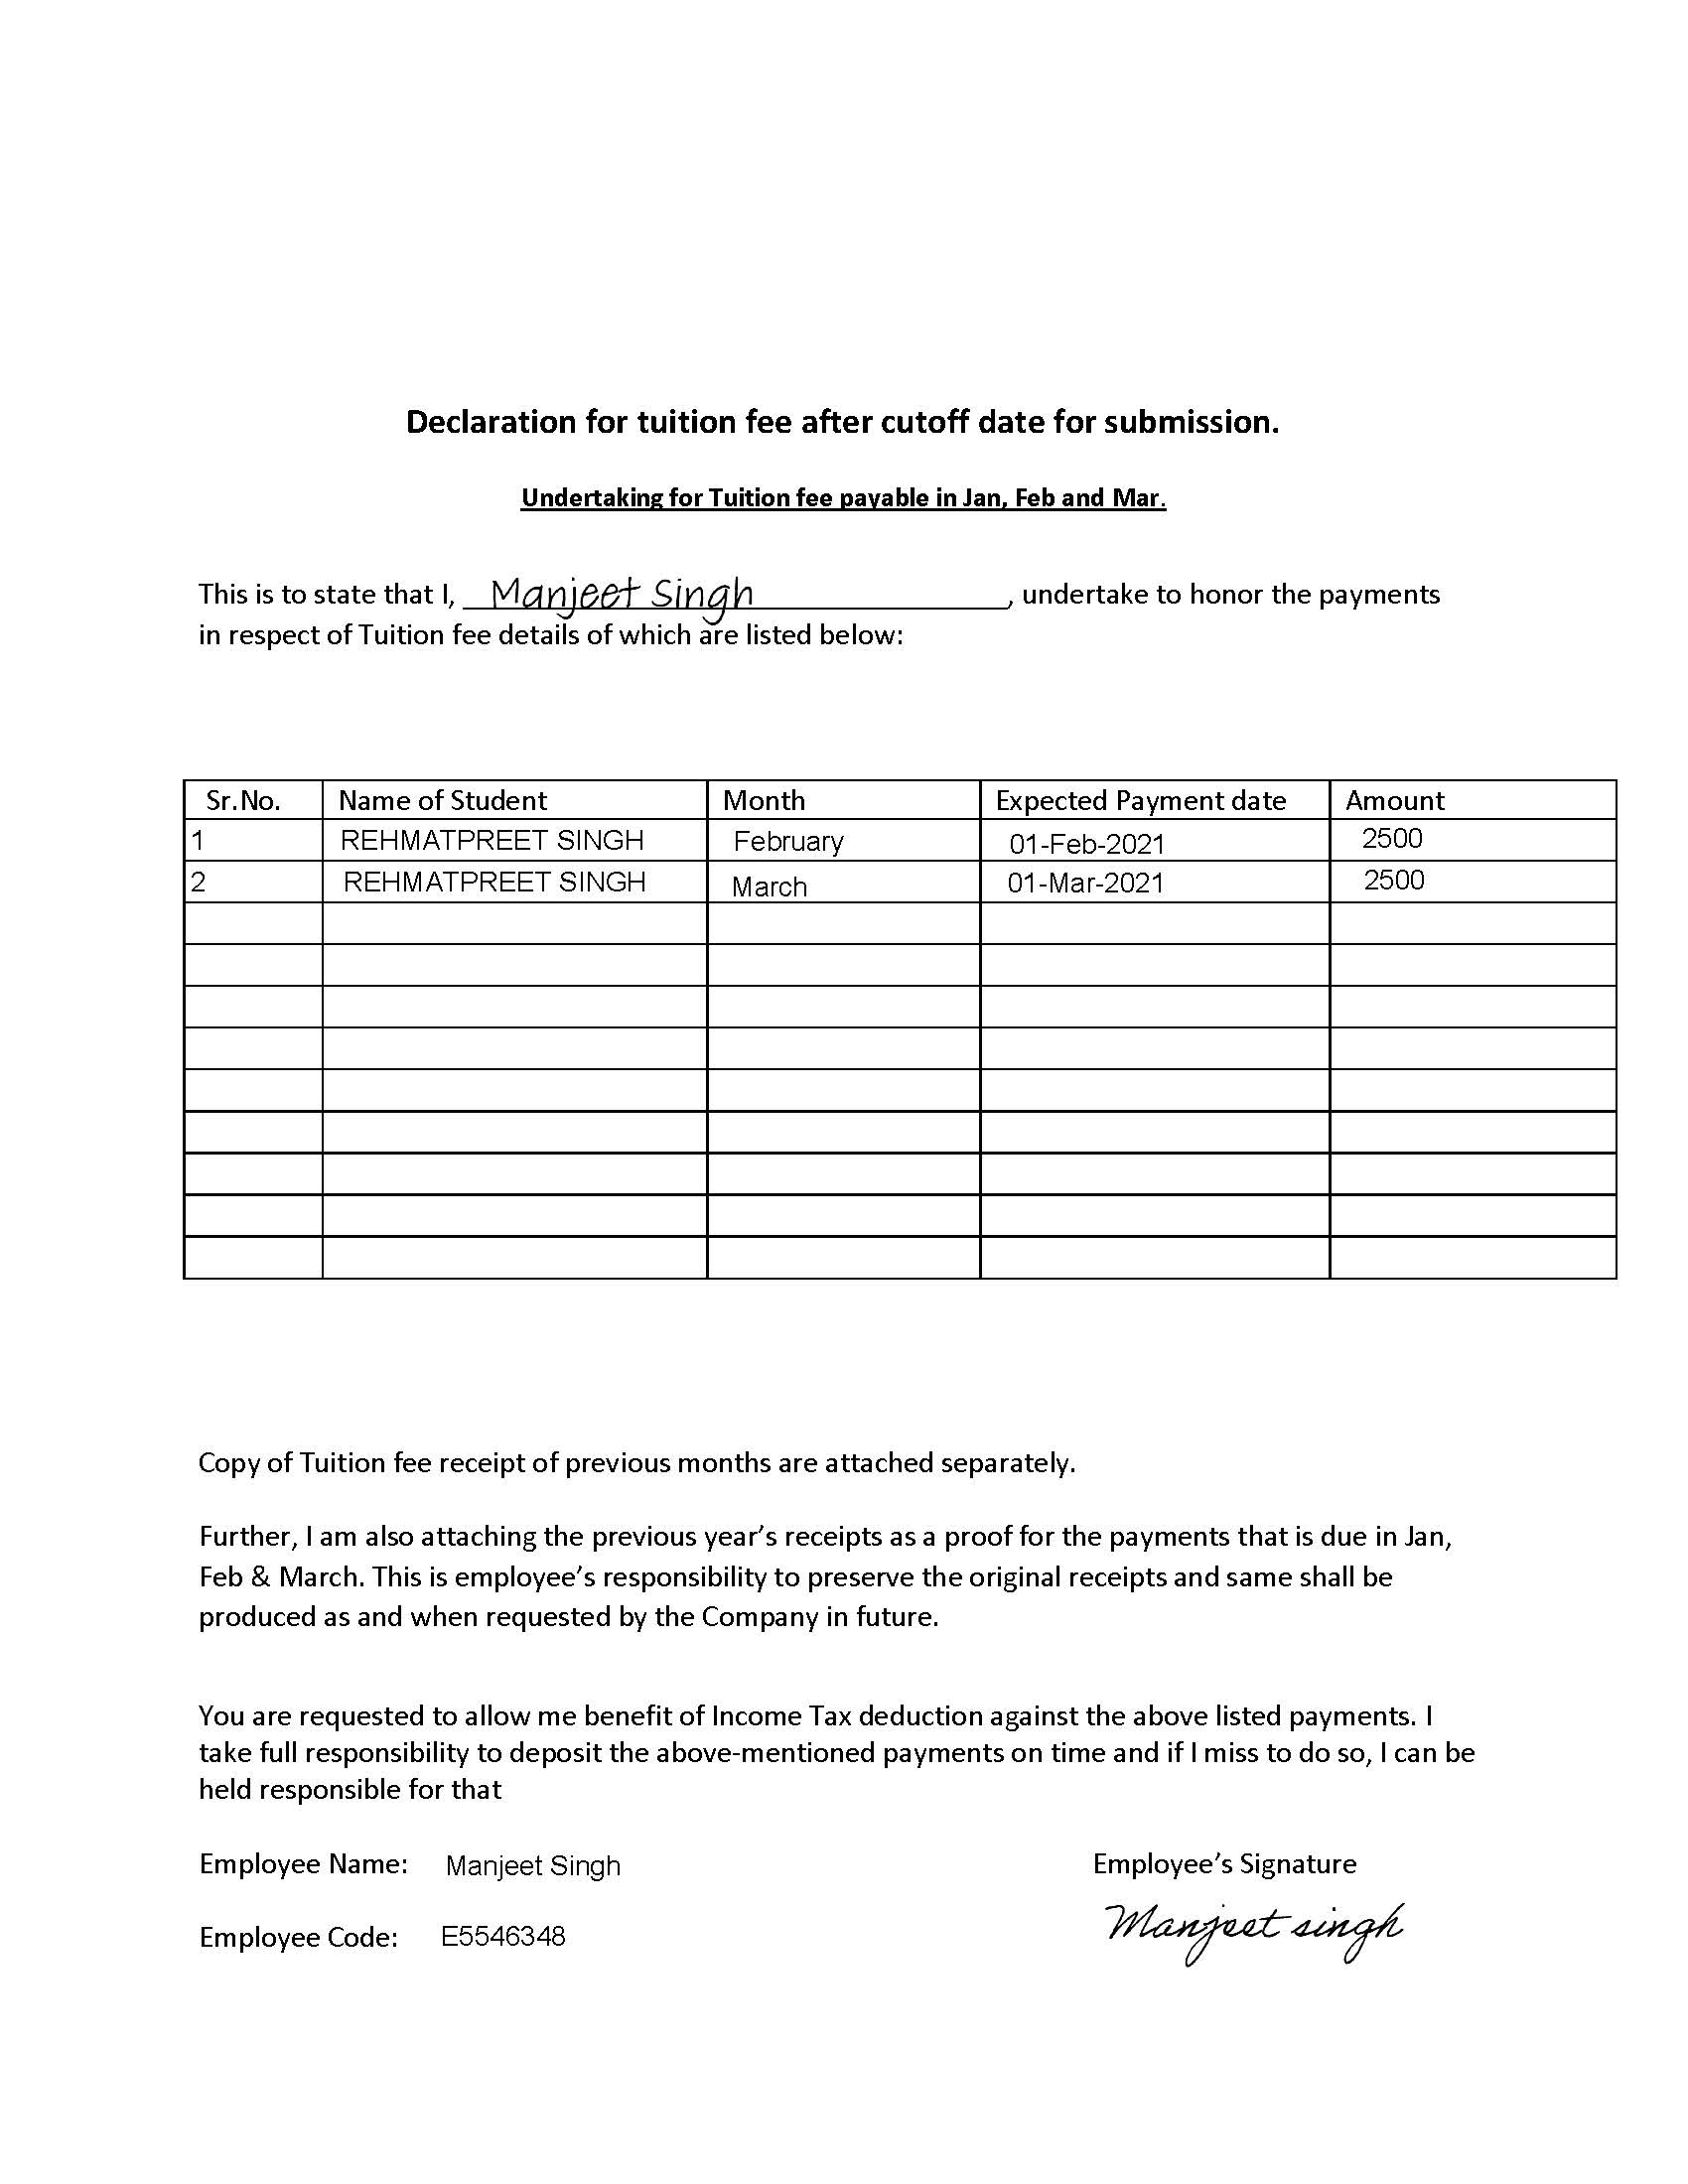 Declaration for tuition fee after cutoff date for submission.
Undertaking for Tuition fee payable in Jan, Feb and Mar.
This is to state that I, Manjeet Singh, undertake to honor the payments
in respect of Tuition fee details of which are listed below:
Sr.No. Name of Student Month Expected Payment date Amount
1 REHMATPREET SINGH February 01-Feb-2021 2500
2 REHMATPREET SINGH March 01-Mar-2021 2500
Copy of Tuition fee receipt of previous months are attached separately.
Further, I am also attaching the previous year’s receipts as a proof for the payments that is due in Jan,
Feb & March. This is employee’s responsibility to preserve the original receipts and same shall be
produced as and when requested by the Company in future.
You are requested to allow me benefit of Income Tax deduction against the above listed payments. I
take full responsibility to deposit the above-mentioned payments on time and if I miss to do so, I can be
held responsible for that
Employee Name: Manjeet Singh Employee’s Signature
Employee Code: E5546348 Manjeet singh